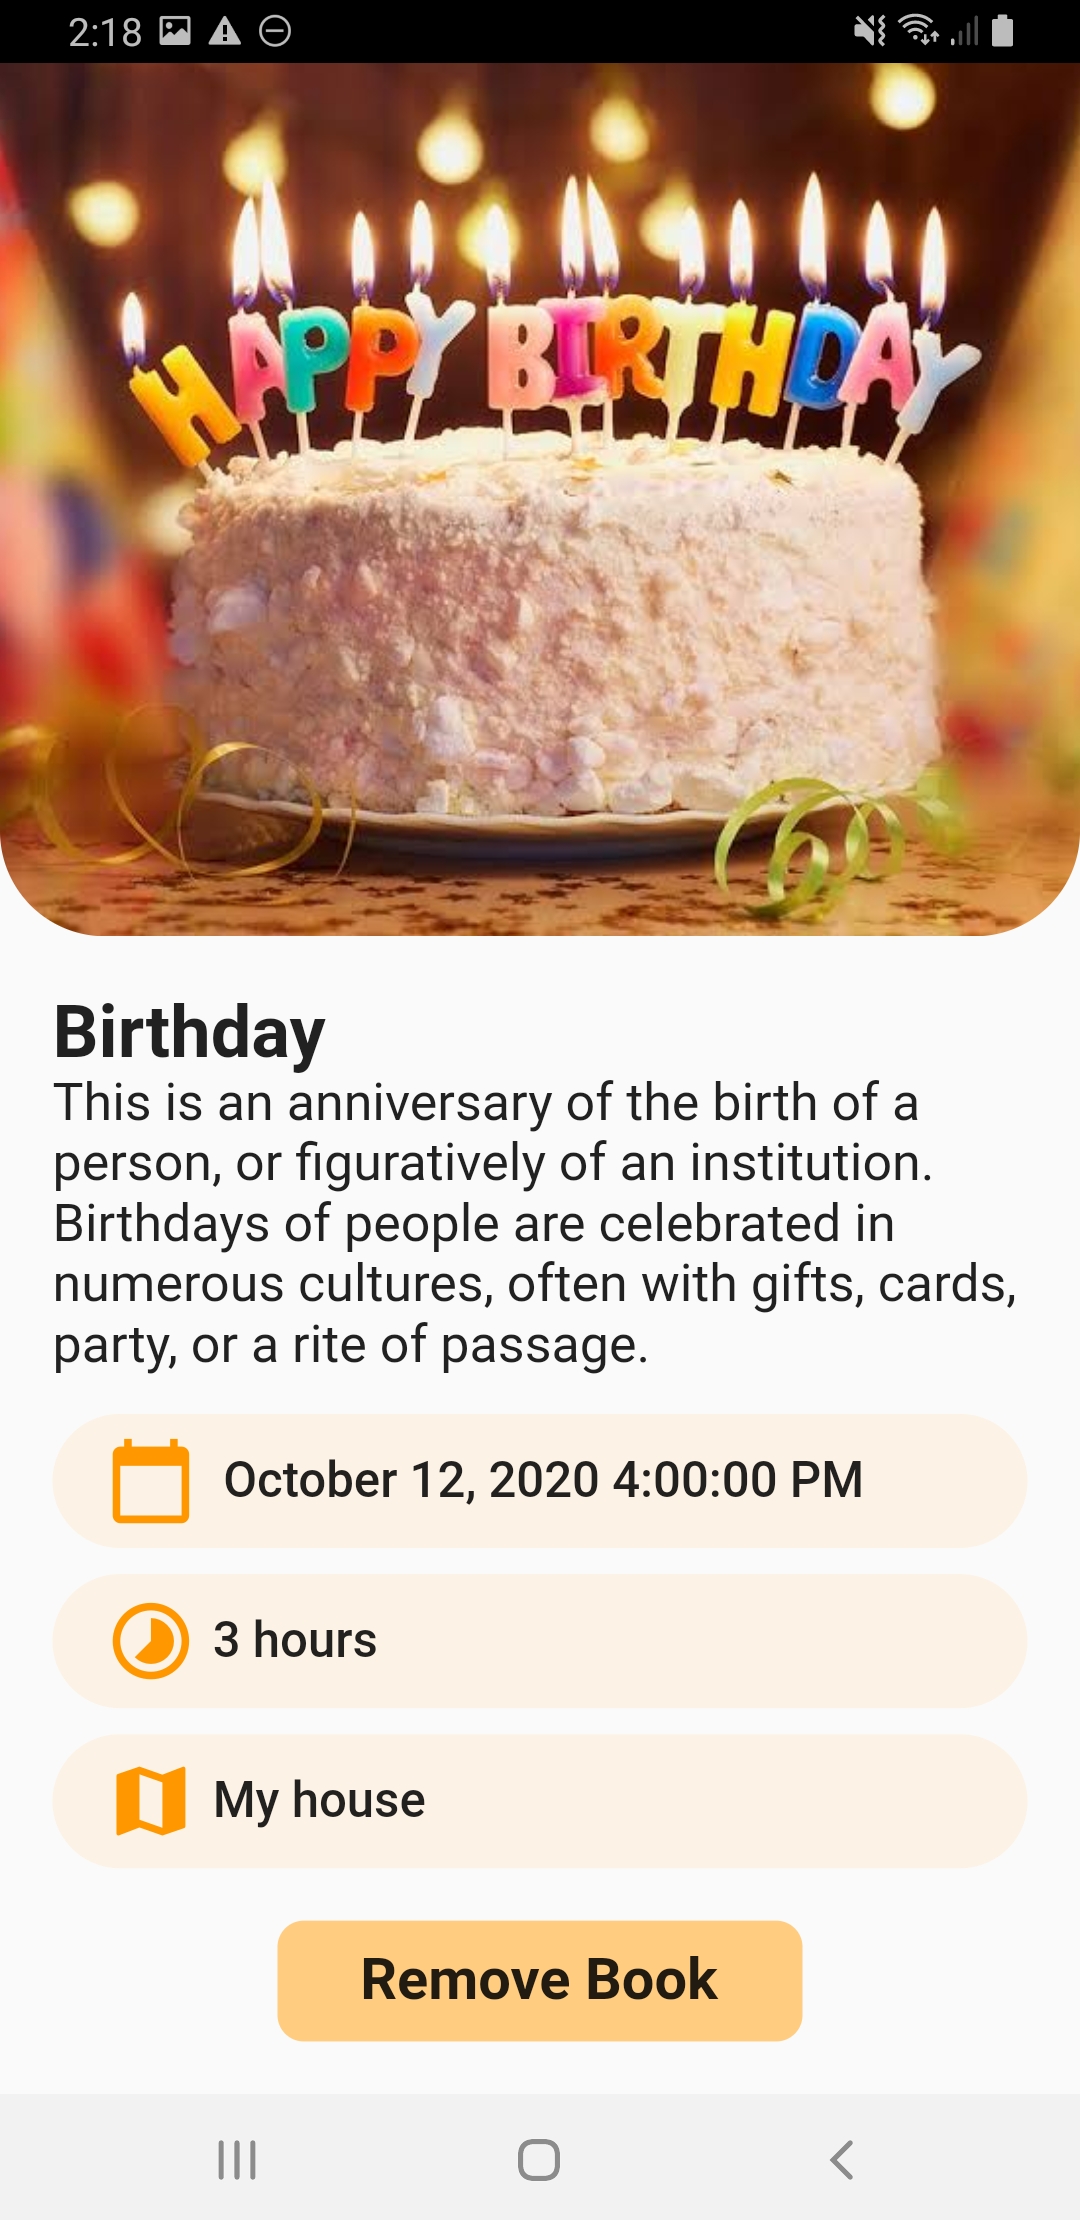 2:18
HAPPY BIRTHDAY
Birthday
This is an anniversary of the birth of a
person, or figuratively of an institution.
Birthdays of people are celebrated in
numerous cultures, often with gifts, cards,
party, or a rite of passage.
October 12, 2020 4:00:00 PM
3 hours
My house
Remove Book